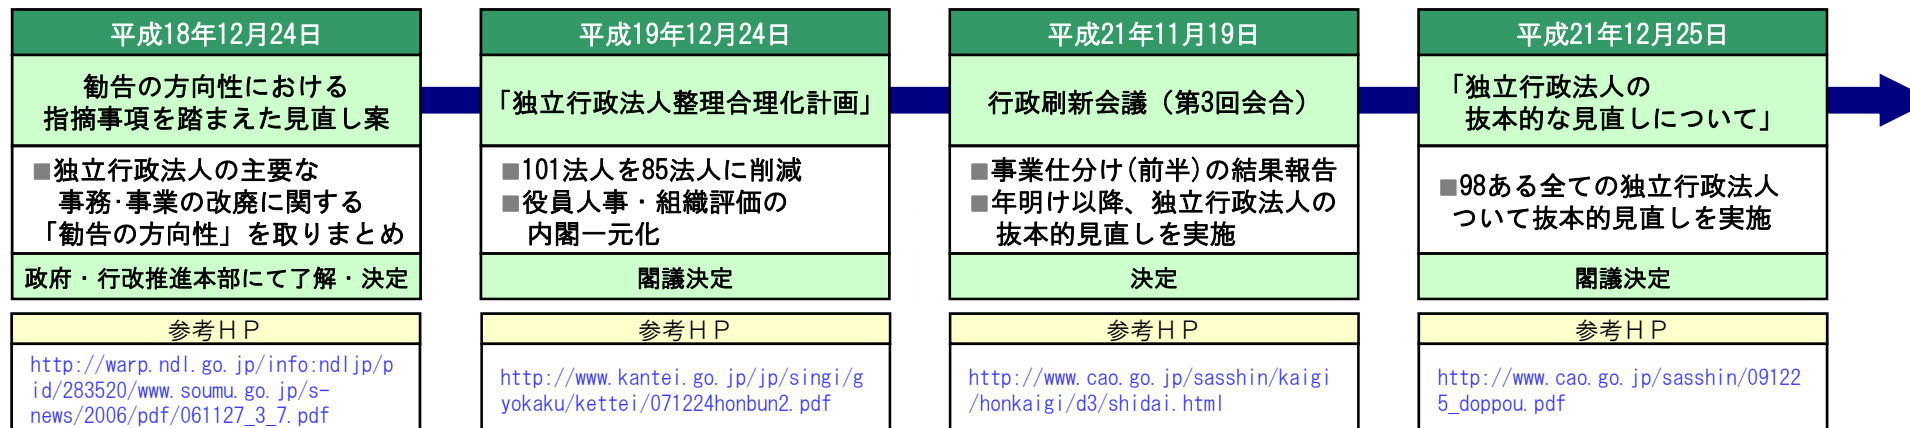 平成18年12月24日
勧告の方向性における
指摘事項を踏まえた見直し案
■独立行政法人の主要な
事務･事業の改廃に関する
「勧告の方向性」を取りまとめ
政府・行改推進本部にて了解・決定
参考ＨＰ
http://warp.ndl.go.jp/info:ndljp/p
id/283520/www.soumu.go.jp/s-
news/2006/pdf/061127_3_7.pdf
平成19年12月24日
「独立行政法人整理合理化計画」
■101法人を85法人に削減
■役員人事・組織評価の
内閣一元化
閣議決定
参考ＨＰ
http://www.kantei.go.jp/jp/singi/g
yokaku/kettei/071224honbun2.pdf
平成21年11月19日
行政刷新会議（第3回会合）
■事業仕分け(前半)の結果報告
■年明け以降、独立行政法人の
抜本的見直しを実施
決定
参考ＨＰ
http://www.cao.go.jp/sasshin/kaigi
/honkaigi/d3/shidai.html
平成21年12月25日
「独立行政法人の
抜本的な見直しについて」
■98ある全ての独立行政法人
ついて抜本的見直しを実施
閣議決定
参考ＨＰ
http://www.cao.go.jp/sasshin/09122
5_doppou.pdf